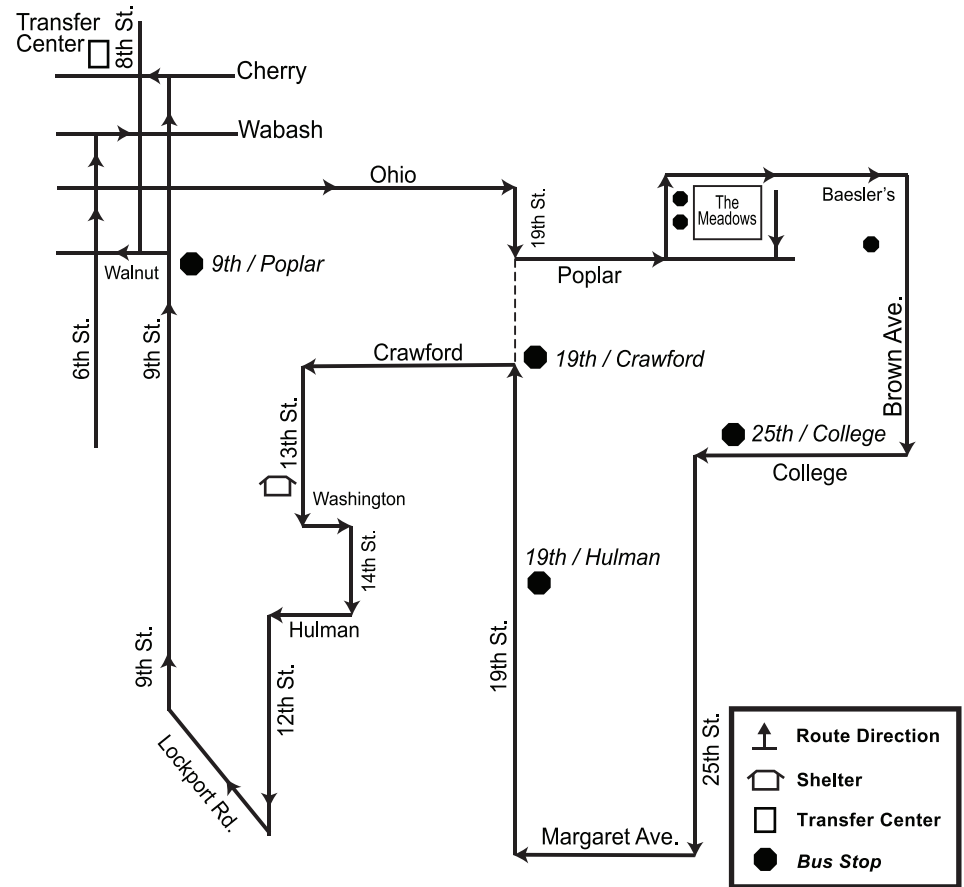 Transfer
Center
8th St.
Cherry
Wabash
Ohio
19th St.
The
Meadows
Baesler's
Walnut
9th / Poplar
Poplar
6th St.
9th St.
Crawford
19th / Crawford
Brown Ave.
13th St.
25th / College
College
Washington
14th St.
19th / Hulman
Hulman
9th St.
12th St.
19th St.
25th St.
Lockport Rd.
Margaret Ave.
Route Direction
Shelter
Transfer Center
Bus Stop